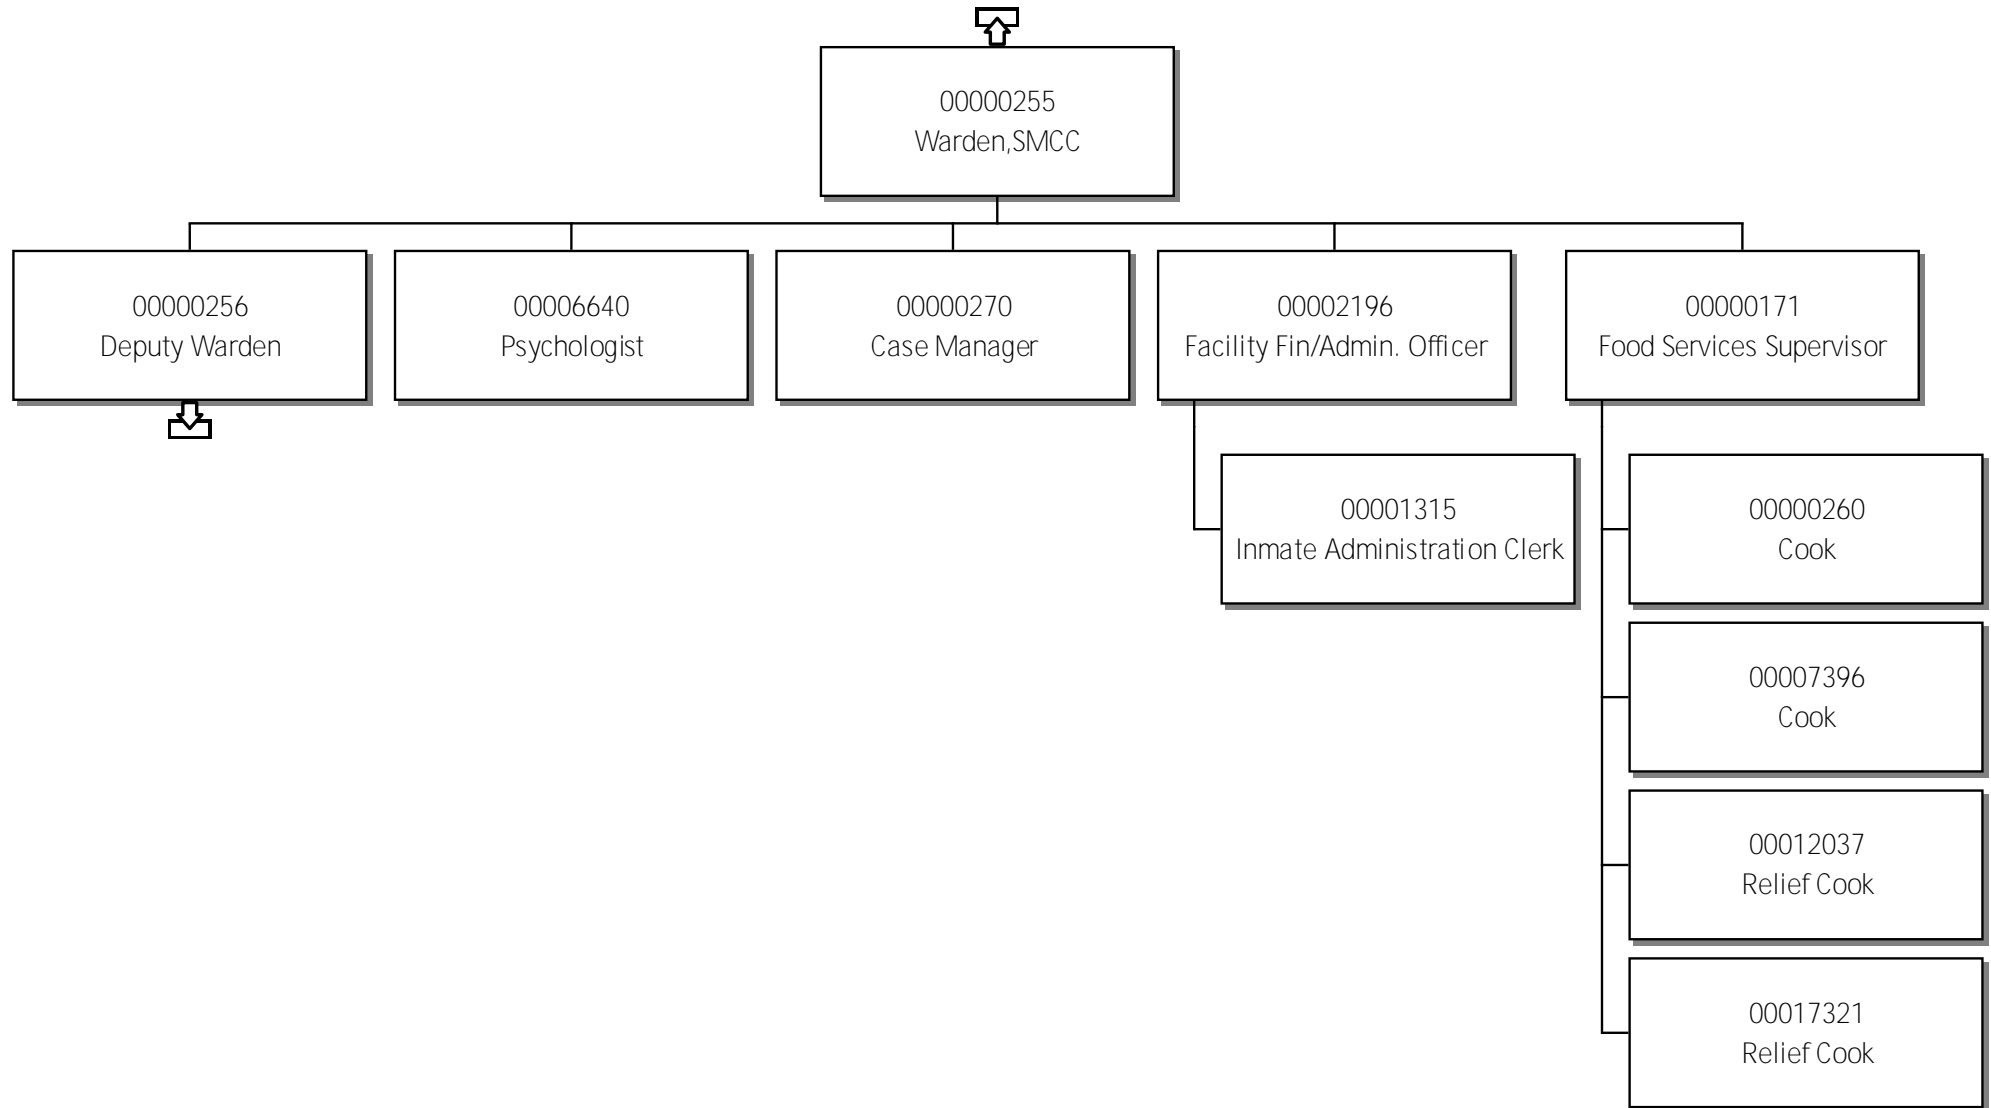 00000255
Warden,SMCC
00000256
Deputy Warden
00006640
Psychologist
00000270
Case Manager
00002196
Facility Fin/Admin. Officer
00000171
Food Services Supervisor
00001315
Inmate Administration Clerk
00000260
Cook
00007396
Cook
00012037
Relief Cook
00017321
Relief Cook